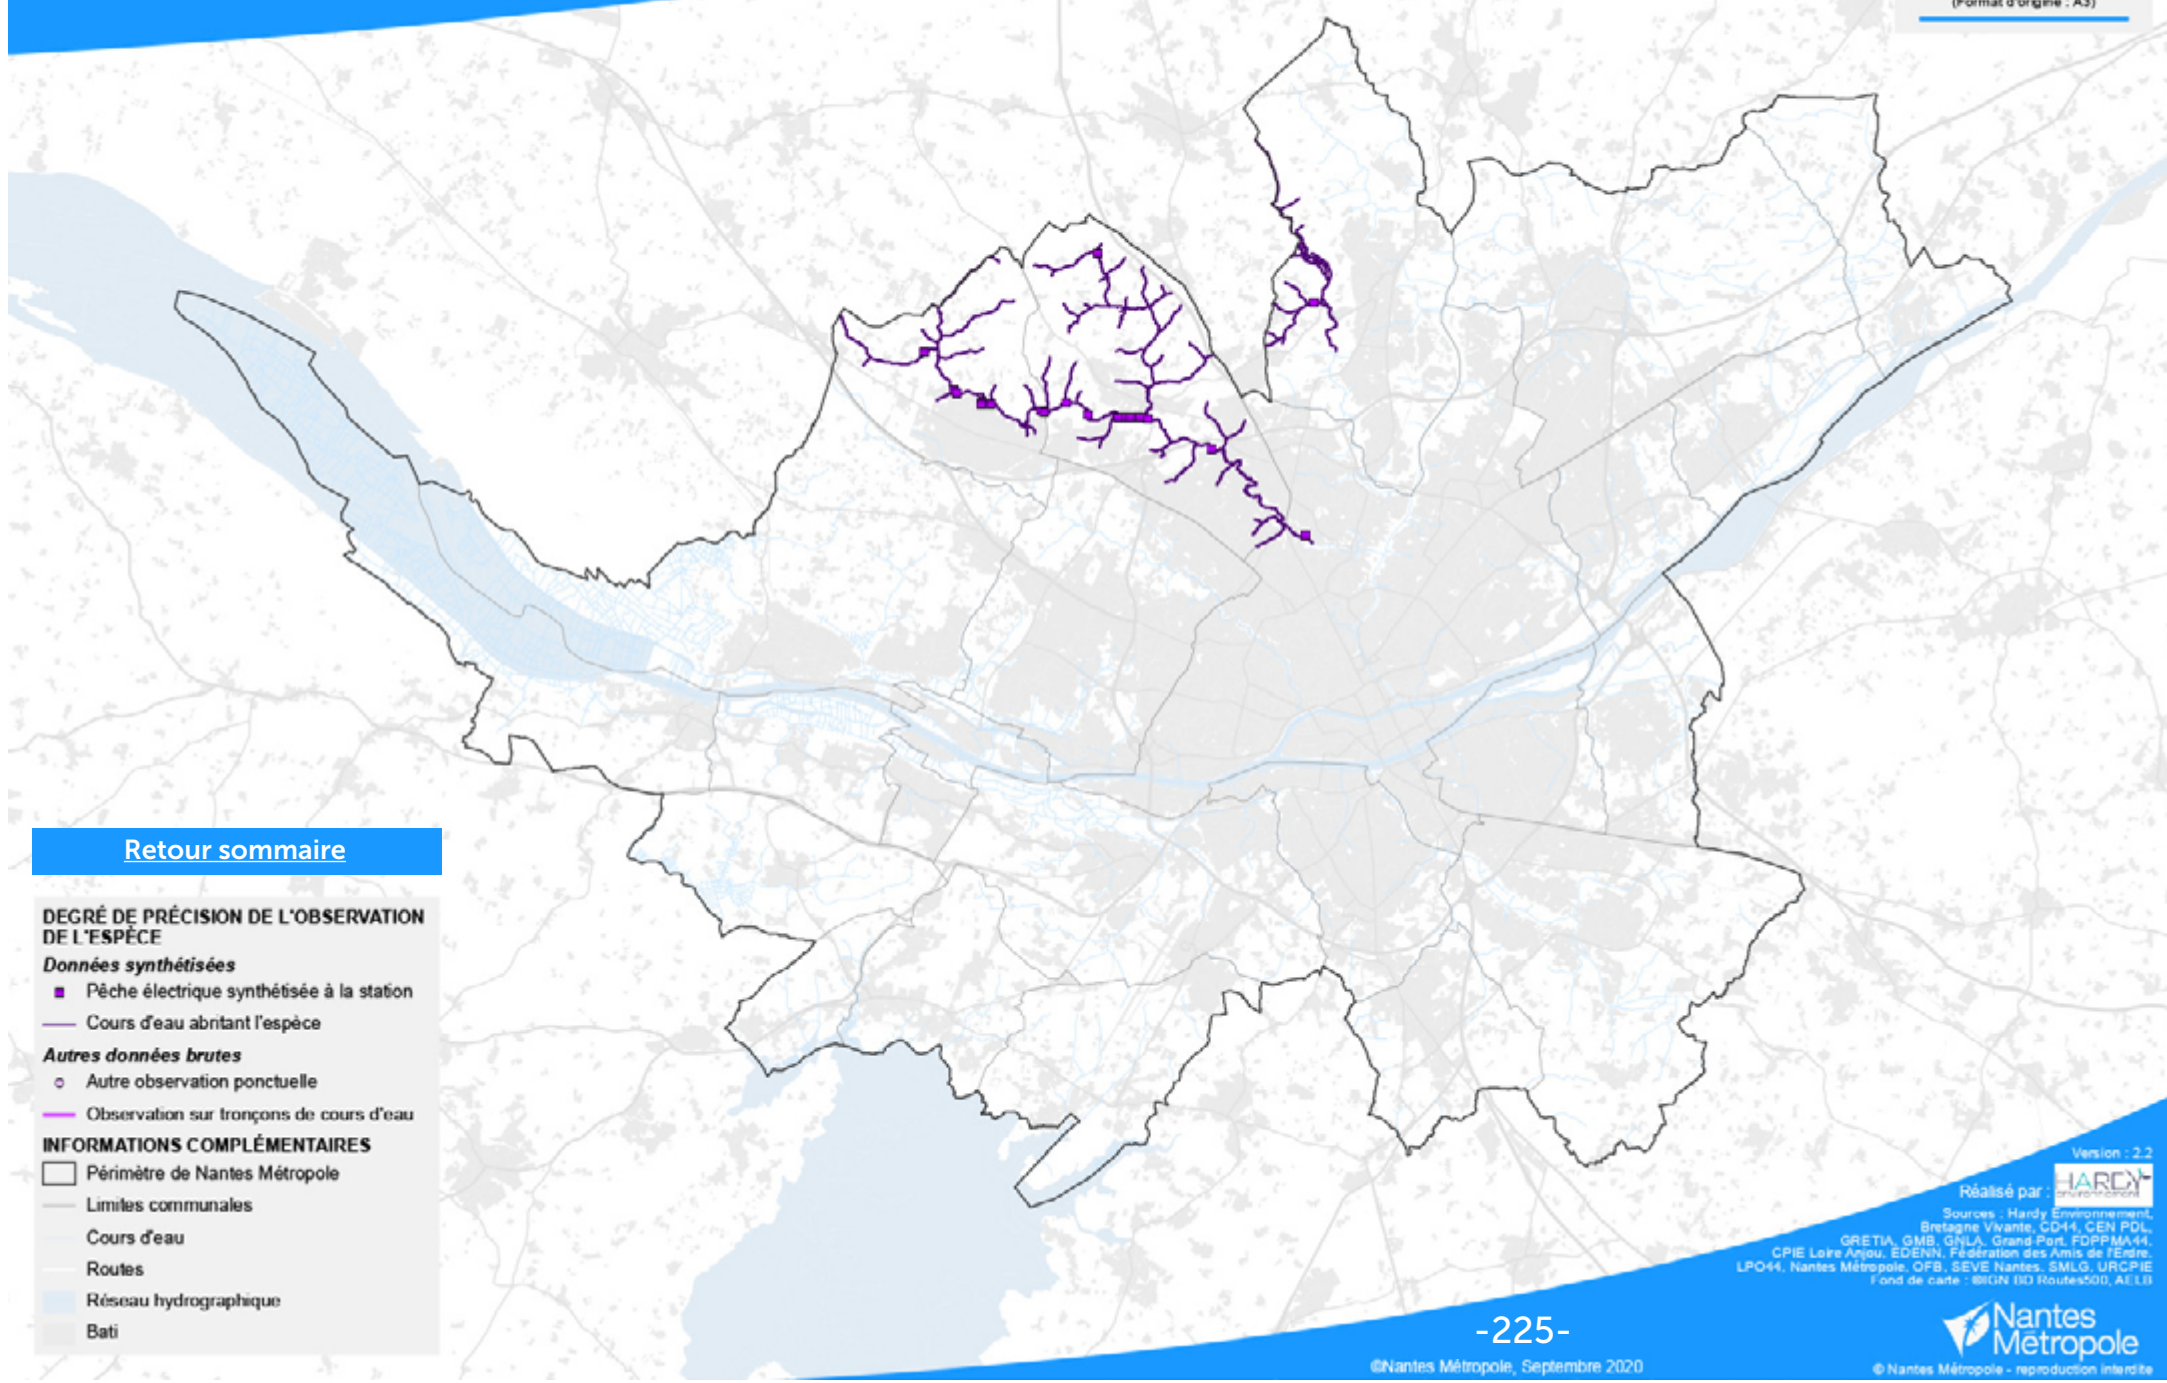 (Format d'origine : A3)
Retour sommaire
DEGRÉ DE PRÉCISION DE L'OBSERVATION
DE L'ESPÈCE
Données synthétisées
Pêche électrique synthétisée à la station
Cours d'eau abritant l'espèce
Autres données brutes
Autre observation ponctuelle
Observation sur tronçons de cours d'eau
INFORMATIONS COMPLÉMENTAIRES
Périmètre de Nantes Métropole
Limites communales
Cours d'eau
Routes
Réseau hydrographique
Bati
Version : 2.2
Réalisé par : HARDY
environnement
Sources : Hardy Environnement,
Bretagne Vivante, CD44, CEN PDL,
GRETIA, GMB, GNLA, Grand-Port, FDPPMA44,
CPIE Loire Anjou, EDENN, Fédération des Amis de l'Erdre,
LPO44, Nantes Métropole, OFB, SEVE Nantes, SMLG, URCPIE
Fond de carte : ©IGN BD Routes500, AELB
-225-
©Nantes Métropole, Septembre 2020
Nantes
Métropole
© Nantes Métropole - reproduction interdite